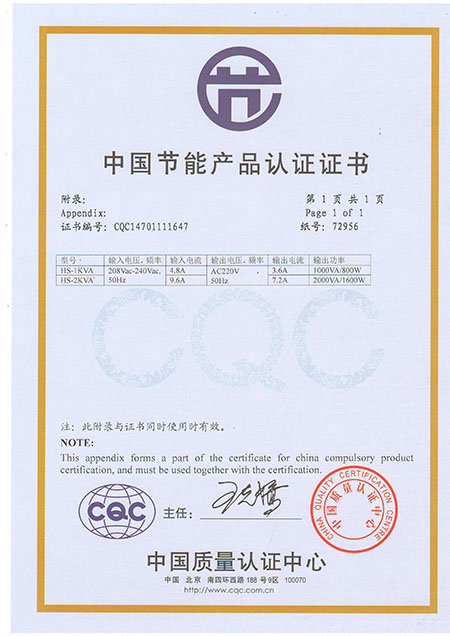 中国节能产品认证证书
附录: 第 1 页 共 1 页
Appendix: Page 1 of 1
证书编号: CQC14701111647 纸号: 72956
型号 输入电压、频率 输入电流 输出电压、频率 输出电流 输出功率
HS-1KVA 208Vac-240Vac, 4.8A AC220V 3.6A 1000VA/800W
HS-2KVA 50Hz 9.6A 50Hz 7.2A 2000VA/1600W
CQC
注: 此附录与证书同时使用时有效。
NOTE:
This appendix forms a part of the certificate for china compulsory product
certification, and must be used together with the certification.
CQC
主任:
CHINA QUALITY CERTIFICATION CENTRE
中国质量认证中心
中国质量认证中心
中国 北京 南四环西路 188 号 9区 100070
http://www.cqc.com.cn